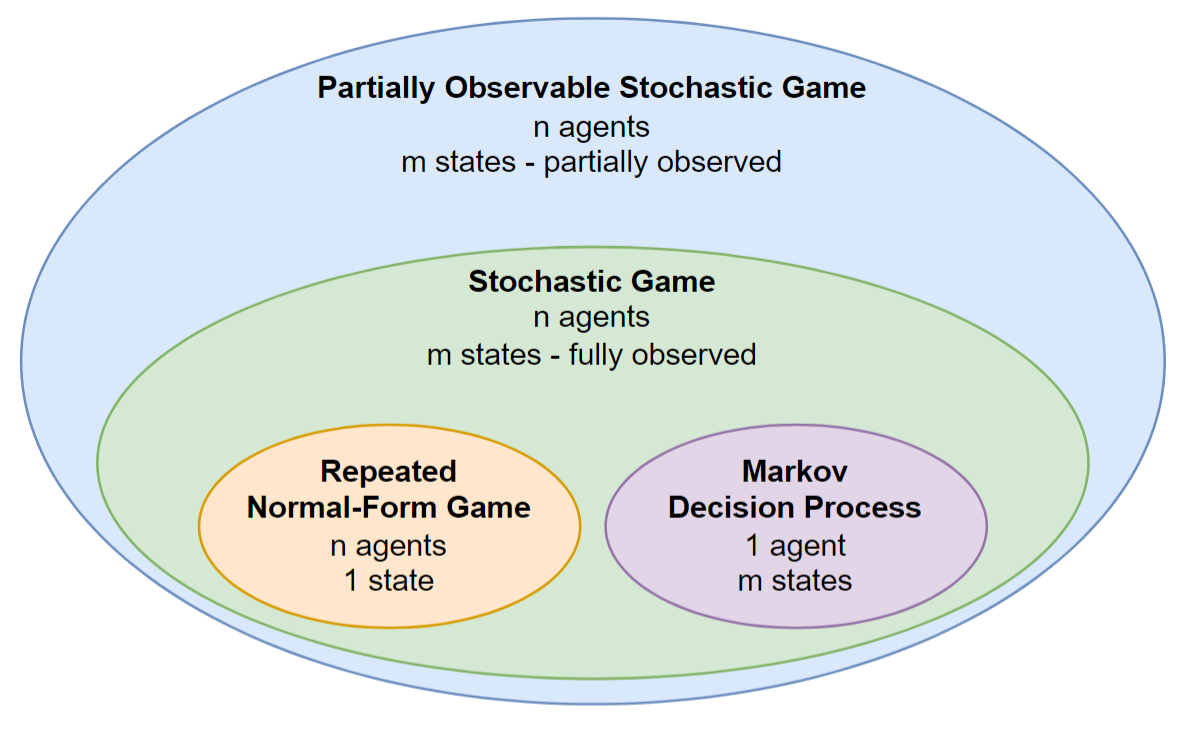 Partially Observable Stochastic Game
n agents
m states - partially observed
Stochastic Game
n agents
m states - fully observed
Repeated
Normal-Form Game
n agents
1 state
Markov
Decision Process
1 agent
m states